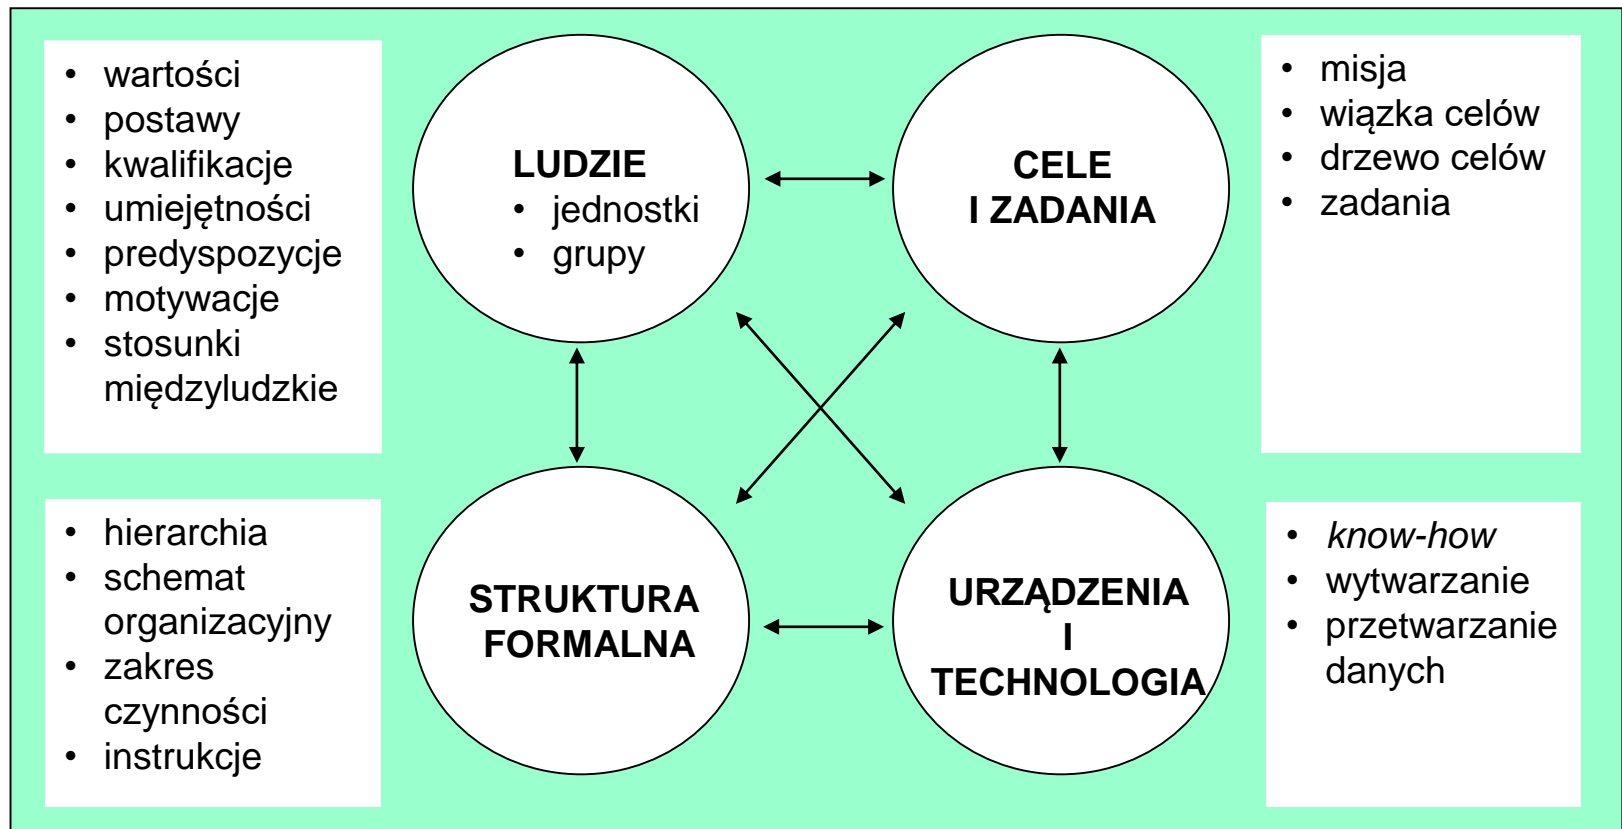 • wartości
• postawy
• kwalifikacje
• umiejętności
• predyspozycje
• motywacje
• stosunki
międzyludzkie
LUDZIE
• jednostki
• grupy
CELE
I ZADANIA
• misja
• wiązka celów
• drzewo celów
• zadania
• hierarchia
• schemat
organizacyjny
• zakres
czynności
• instrukcje
STRUKTURA
FORMALNA
URZĄDZENIA
I
TECHNOLOGIA
• know-how
• wytwarzanie
• przetwarzanie
danych